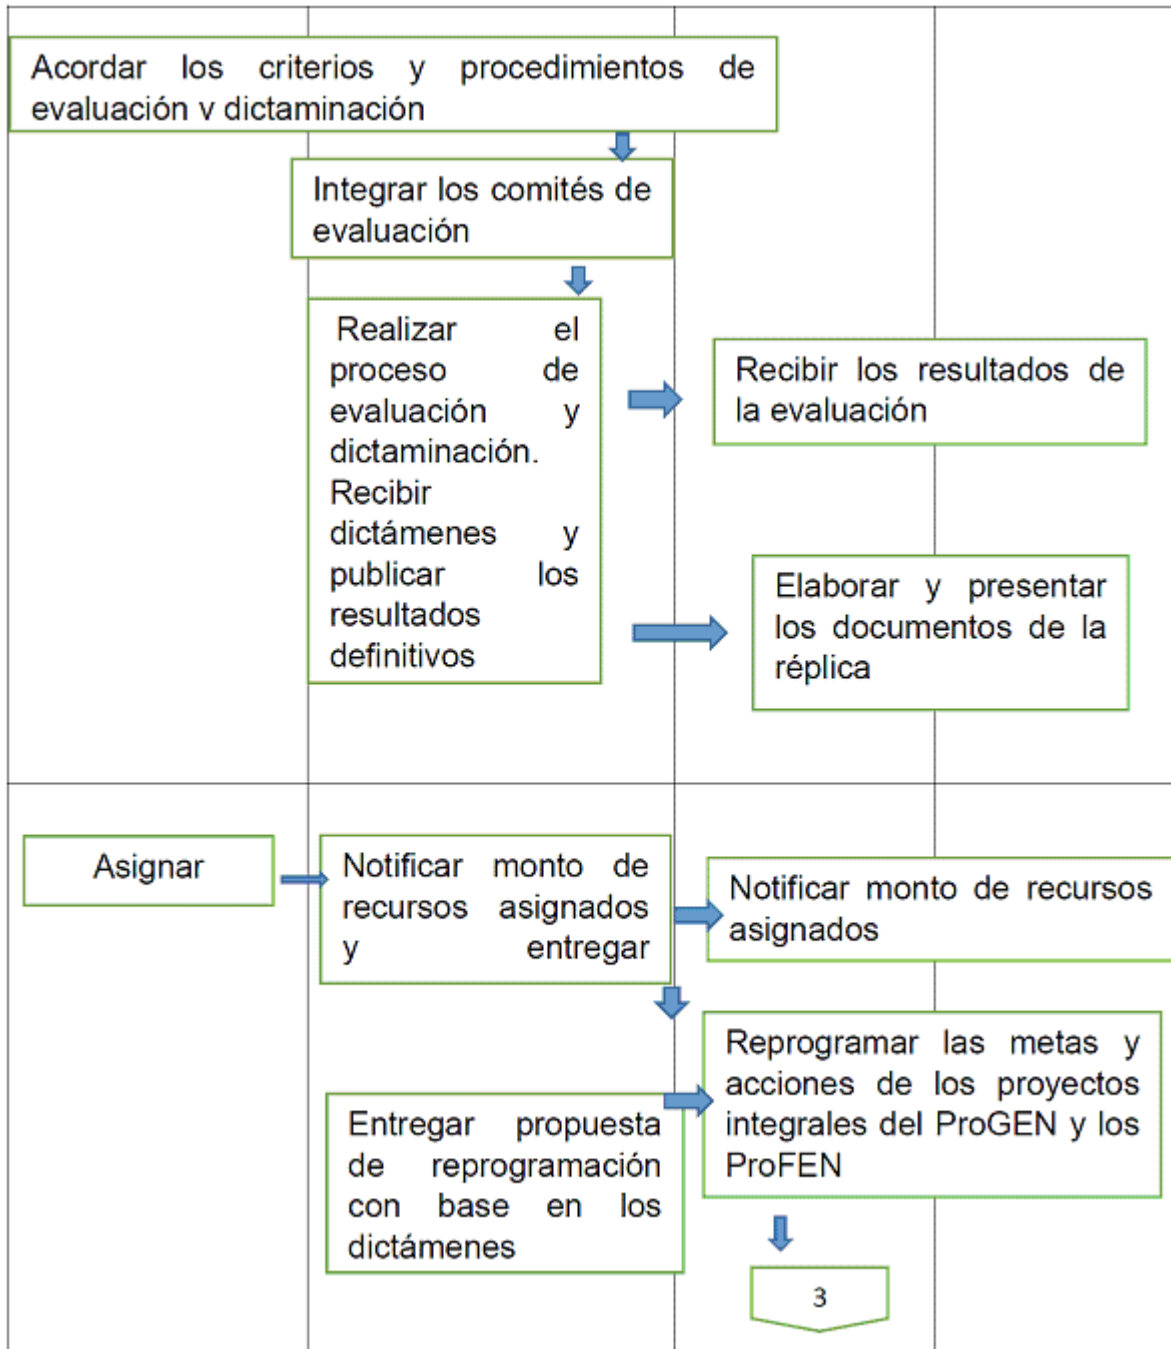 Acordar los criterios y procedimientos de
evaluación v dictaminación
Integrar los comités de
evaluación
Realizar el
proceso de
evaluación y
dictaminación.
Recibir
dictámenes y
publicar los
resultados
definitivos
Recibir los resultados de
la evaluación
Elaborar y presentar
los documentos de la
réplica
Asignar
Notificar monto de
recursos asignados
y entregar
Notificar monto de recursos
asignados
Entregar propuesta
de reprogramación
con base en los
dictámenes
Reprogramar las metas y
acciones de los proyectos
integrales del ProGEN y los
ProFEN
3